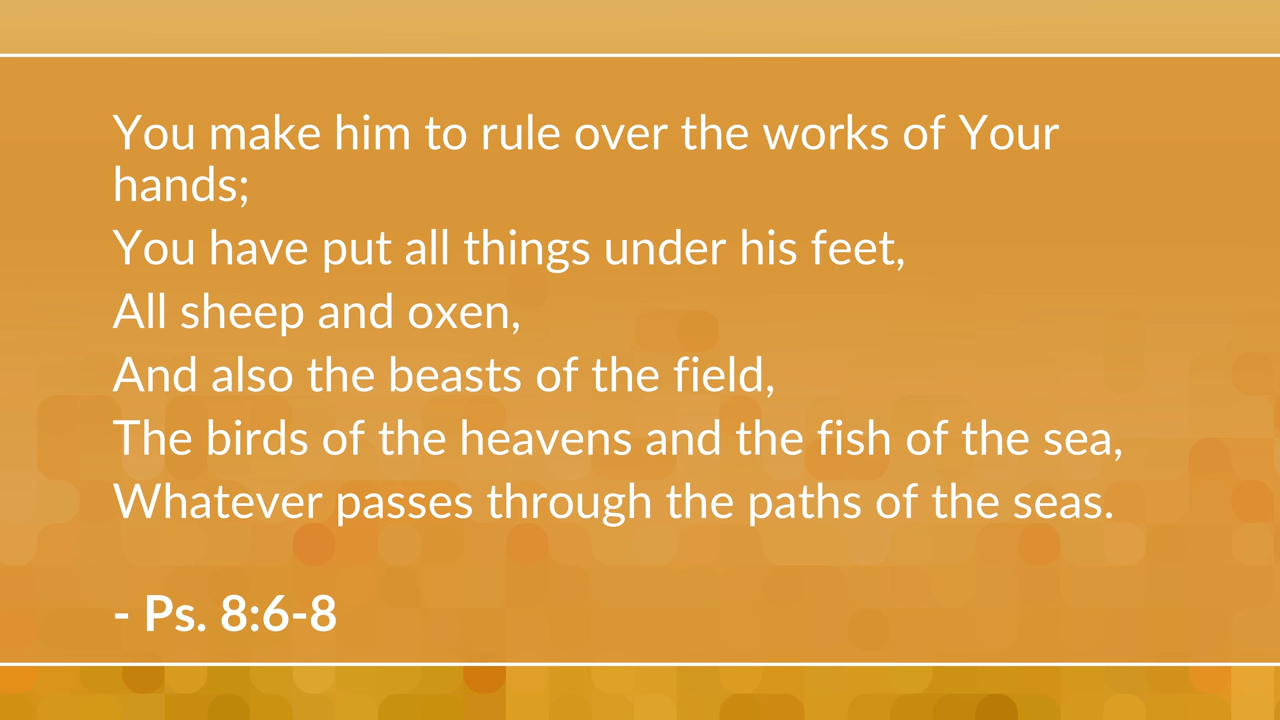 You make him to rule over the works of Your
hands;
You have put all things under his feet,
All sheep and oxen,
And also the beasts of the field,
The birds of the heavens and the fish of the sea,
Whatever passes through the paths of the seas.
- Ps. 8:6-8